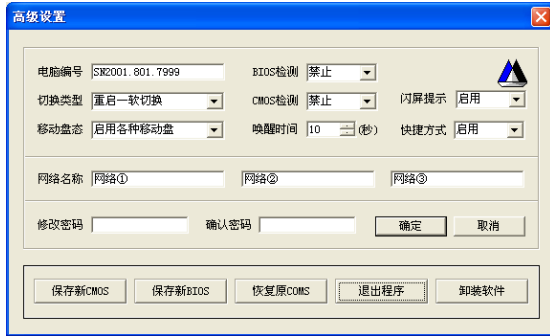 高级设置
电脑编号 SN2001.801.7999 BIOS检测 禁止
切换类型 重启—软切换 CMOS检测 禁止 闪屏提示 启用
移动盘态 启用各种移动盘 唤醒时间 10 (秒) 快捷方式 启用
网络名称 网络① 网络② 网络③
修改密码 确认密码 确定 取消
保存新CMOS 保存新BIOS 恢复原COMS 退出程序 卸装软件